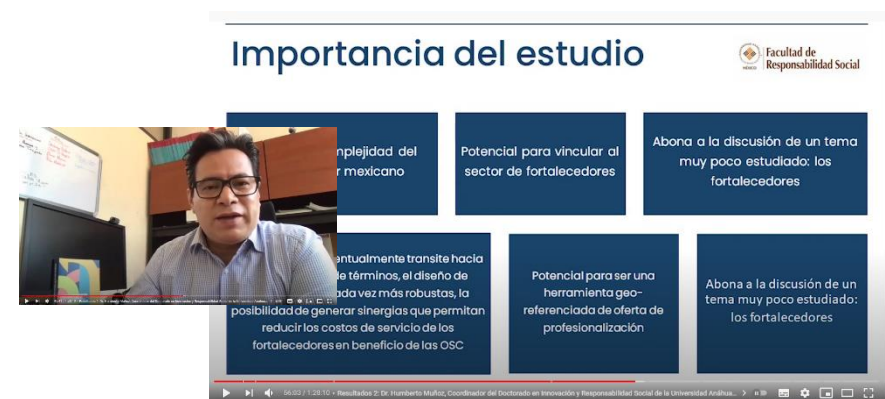 Importancia del estudio
Facultad de
Responsabilidad Social
mplejidad del
r mexicano
Potencial para vincular al
sector de fortalecedores
Abona a la discusión de un tema
muy poco estudiado: los
fortalecedores
entualmente transite hacia
de términos, el diseño de
ada vez más robustas, la
posibilidad de generar sinergias que permitan
reducir los costos de servicio de los
fortalecedores en beneficio de las OSC
Potencial para ser una
herramienta geo-
referenciada de oferta de
profesionalización
Abona a la discusión de un
tema muy poco estudiado:
los fortalecedores
56:03 / 1:28:10 • Resultados 2: Dr. Humberto Muñoz, Coordinador del Doctorado en Innovación y Responsabilidad Social de la Universidad Anáhua...